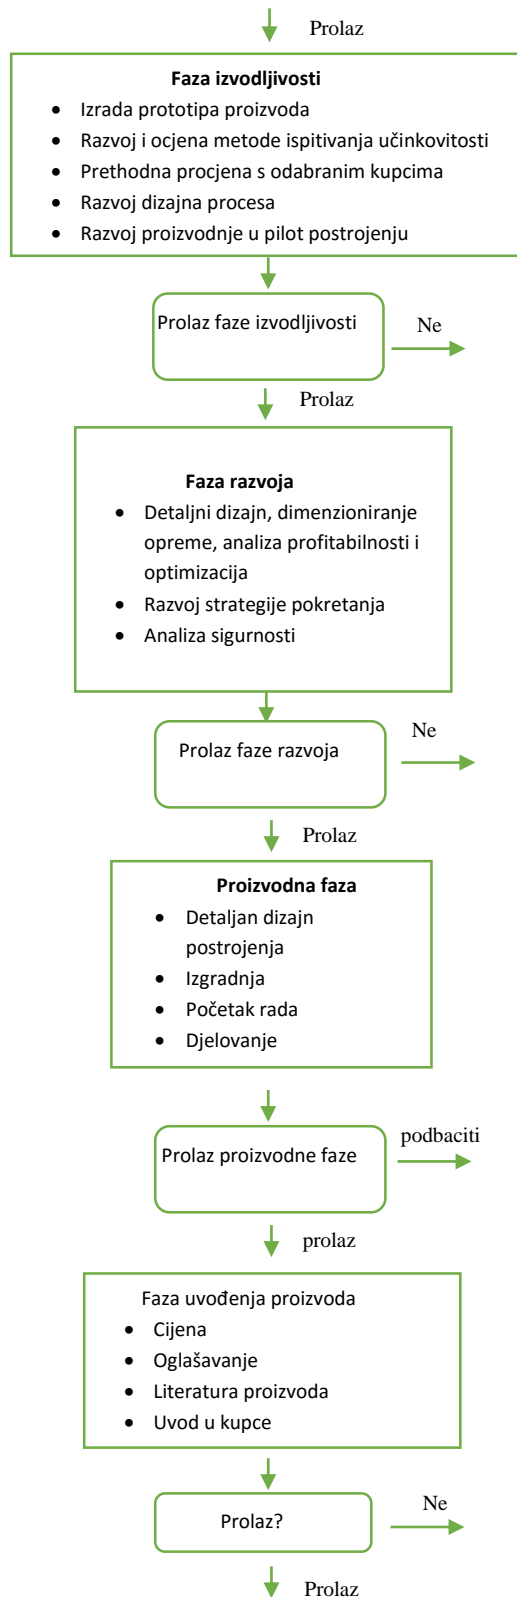 Prolaz
Faza izvodljivosti
• Izrada prototipa proizvoda
• Razvoj i ocjena metode ispitivanja učinkovitosti
• Prethodna procjena s odabranim kupcima
• Razvoj dizajna procesa
• Razvoj proizvodnje u pilot postrojenju
Prolaz faze izvodljivosti
Ne
Prolaz
Faza razvoja
• Detaljni dizajn, dimenzioniranje
opreme, analiza profitabilnosti i
optimizacija
• Razvoj strategije pokretanja
• Analiza sigurnosti
Ne
Prolaz faze razvoja
Prolaz
Proizvodna faza
• Detaljan dizajn
postrojenja
• Izgradnja
• Početak rada
• Djelovanje
podbaciti
Prolaz proizvodne faze
prolaz
Faza uvođenja proizvoda
• Cijena
• Oglašavanje
• Literatura proizvoda
• Uvod u kupce
Ne
Prolaz?
Prolaz